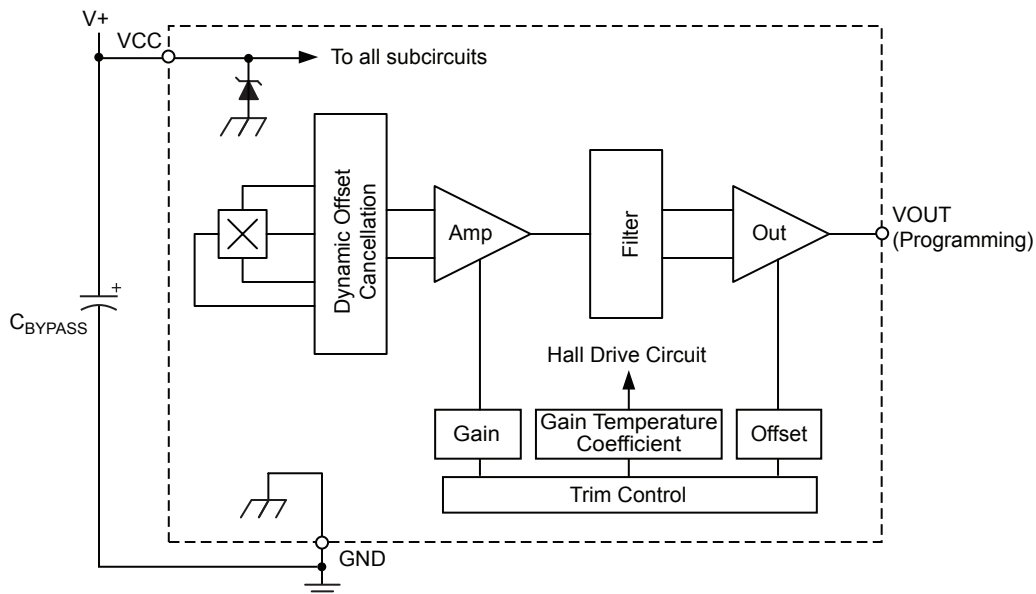 V+
VCC
To all subcircuits
Dynamic Offset
Cancellation
Amp
Filter
Out
VOUT
(Programming)
+
CBYPASS
Hall Drive Circuit
Gain
Gain Temperature
Coefficient
Offset
Trim Control
GND